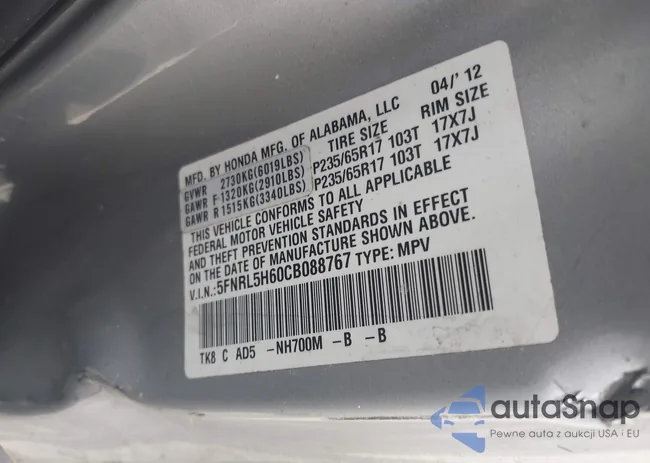 MFD. BY HONDA MFG. OF ALABAMA, LLC 04/' 12
GVWR 2730KG(6019LBS) TIRE SIZE RIM SIZE
GAWR F 1320KG(2910LBS) P235/65R17 103T 17X7J
GAWR R 1515KG(3340LBS) P235/65R17 103T 17X7J
THIS VEHICLE CONFORMS TO ALL APPLICABLE
FEDERAL MOTOR VEHICLE SAFETY
AND THEFT PREVENTION STANDARDS IN EFFECT
ON THE DATE OF MANUFACTURE SHOWN ABOVE.
V.I.N.:5FNRL5H60CB088767 TYPE: MPV
TK8 C AD5 -NH700M -B -B
autoSnap
Pewne auta z aukcji USA i EU